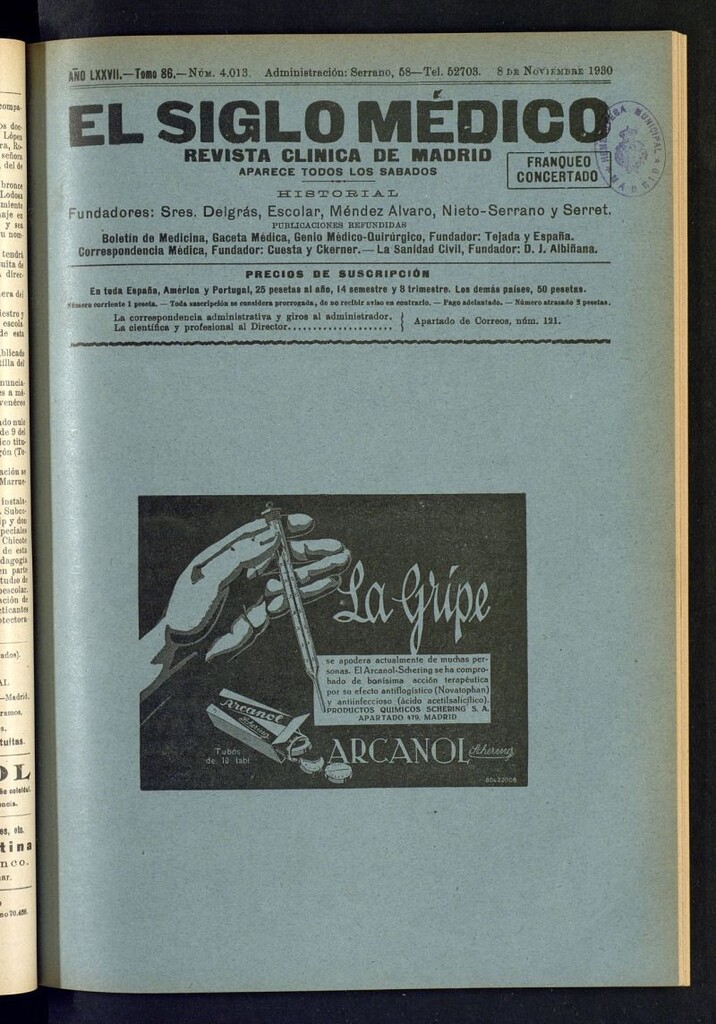 AÑO LXXVII.—Tomo 86.—NÚM. 4.013. Administración: Serrano, 58—Tel. 52703. 8 DE NOVIEMBRE 1930
EL SIGLO MÉDICO
REVISTA CLINICA DE MADRID
APARECE TODOS LOS SABADOS
FRANQUEO
CONCERTADO
HISTORIAL
Fundadores: Sres. Delgrás, Escolar, Méndez Alvaro, Nieto-Serrano y Serret.
PUBLICACIONES REFUNDIDAS
Boletín de Medicina, Gaceta Médica, Genio Médico-Quirúrgico, Fundador: Tejada y España.
Correspondencia Médica, Fundador: Cuesta y Ckerner.—La Sanidad Civil, Fundador: D. J. Albiñana.
PRECIOS DE SUSCRIPCIÓN
En toda España, América y Portugal, 25 pesetas al año, 14 semestre y 8 trimestre. Los demás países, 50 pesetas.
Número corriente 1 peseta. — Toda suscripción se considera prorrogada, de no recibir aviso en contrario. — Pago adelantado. — Número atrasado 2 pesetas.
La correspondencia administrativa y giros al administrador.
La científica y profesional al Director....................
Apartado de Correos, núm. 121.
La Gripe
se apodera actualmente de muchas per-
sonas. El Arcanol-Schering se ha compro-
bado de bonísima acción terapéutica
por su efecto antiflogístico (Novatophan)
y antiinfeccioso (ácido acetilsalicílico).
PRODUCTOS QUIMICOS SCHERING S. A.
APARTADO 479. MADRID
Arcanol
Schering
Tubos
de 10 tabl
ARCANOL Schering